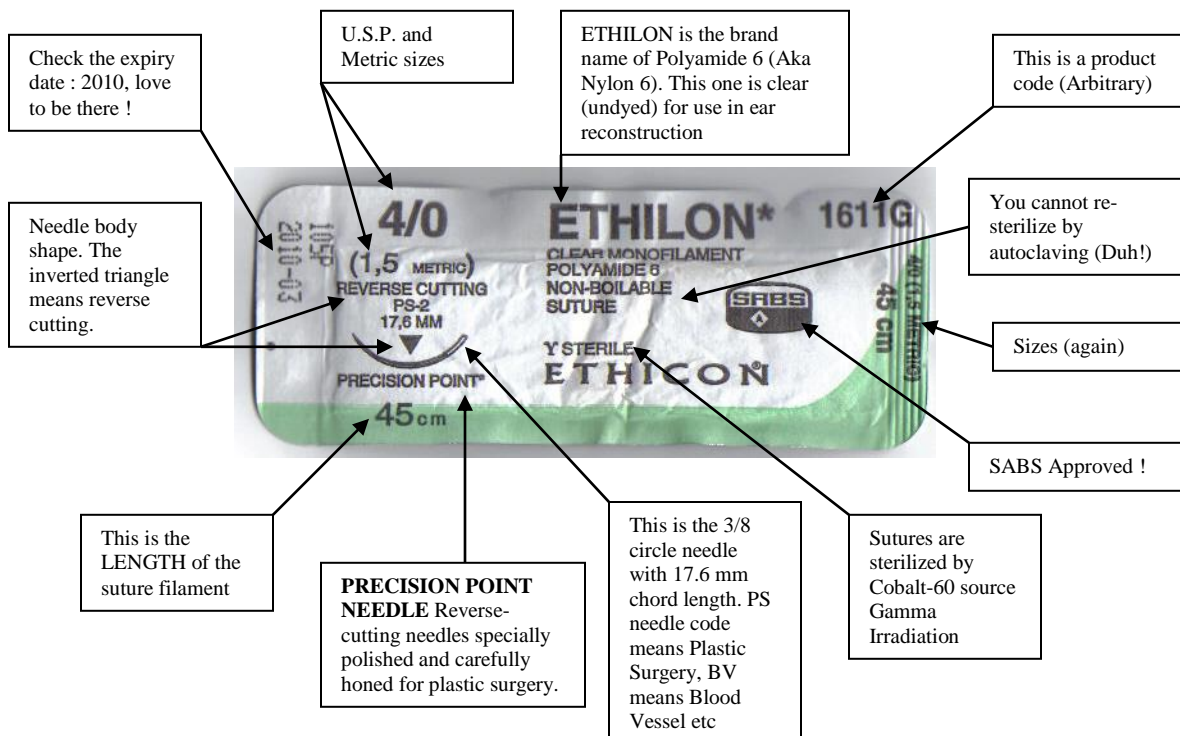 Check the expiry
date : 2010, love
to be there !
U.S.P. and
Metric sizes
ETHILON is the brand
name of Polyamide 6 (Aka
Nylon 6). This one is clear
(undyed) for use in ear
reconstruction
This is a product
code (Arbitrary)
Needle body
shape. The
inverted triangle
means reverse
cutting.
105P
2010-03
4/0
(1,5 METRIC)
REVERSE CUTTING
PS-2
17,6 MM
PRECISION POINT*
45cm
ETHILON*
CLEAR MONOFILAMENT
POLYAMIDE 6
NON-BOILABLE
SUTURE
ϒ STERILE
ETHICON®
SABS
1611G
4/0 (1,5 METRIC)
45 cm
You cannot re-
sterilize by
autoclaving (Duh!)
Sizes (again)
SABS Approved !
This is the
LENGTH of the
suture filament
PRECISION POINT
NEEDLE Reverse-
cutting needles specially
polished and carefully
honed for plastic surgery.
This is the 3/8
circle needle
with 17.6 mm
chord length. PS
needle code
means Plastic
Surgery, BV
means Blood
Vessel etc
Sutures are
sterilized by
Cobalt-60 source
Gamma
Irradiation